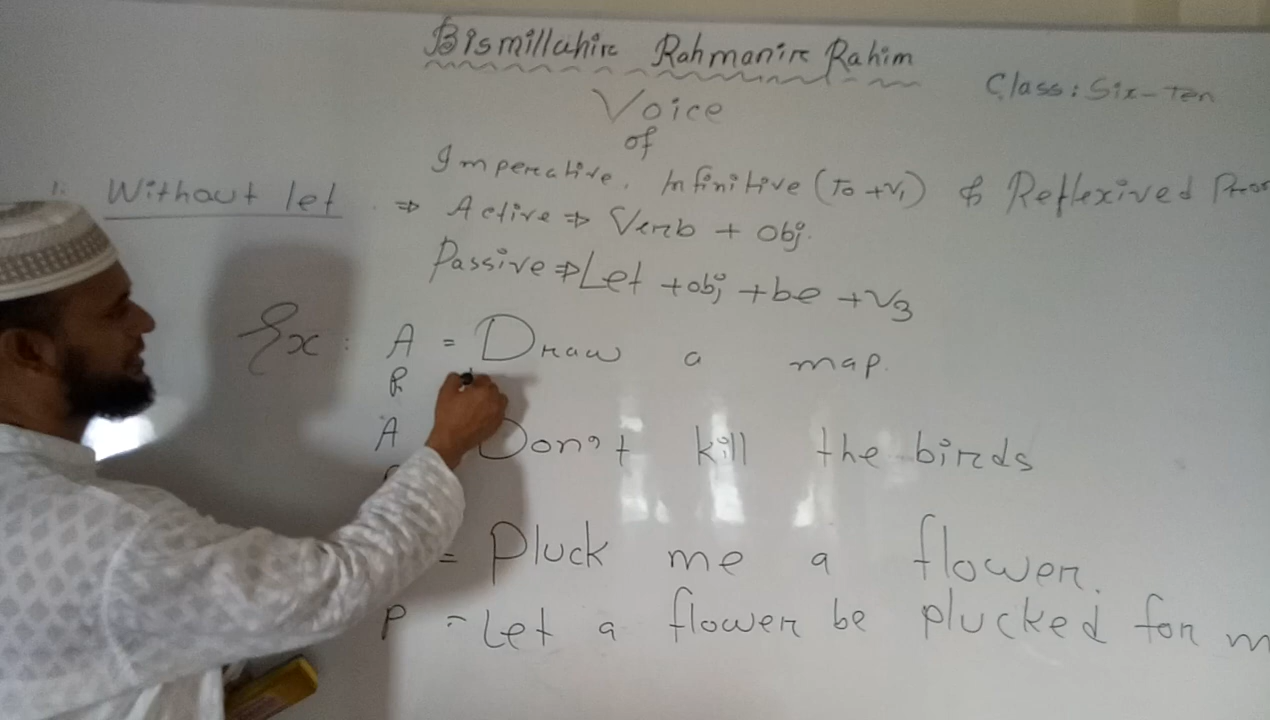 Bismillahir Rahmanir Rahim
Class: Six-Ten
Voice
of
Imperative, Infinitive (To +V1) & Reflexived
1. Without let ⇒ Active ⇒ Verb + Obj.
Passive ⇒ Let + obj + be + V3
Ex: A = Draw a map.
P
A Don't kill the birds
= Pluck me a flower.
P = Let a flower be plucked for